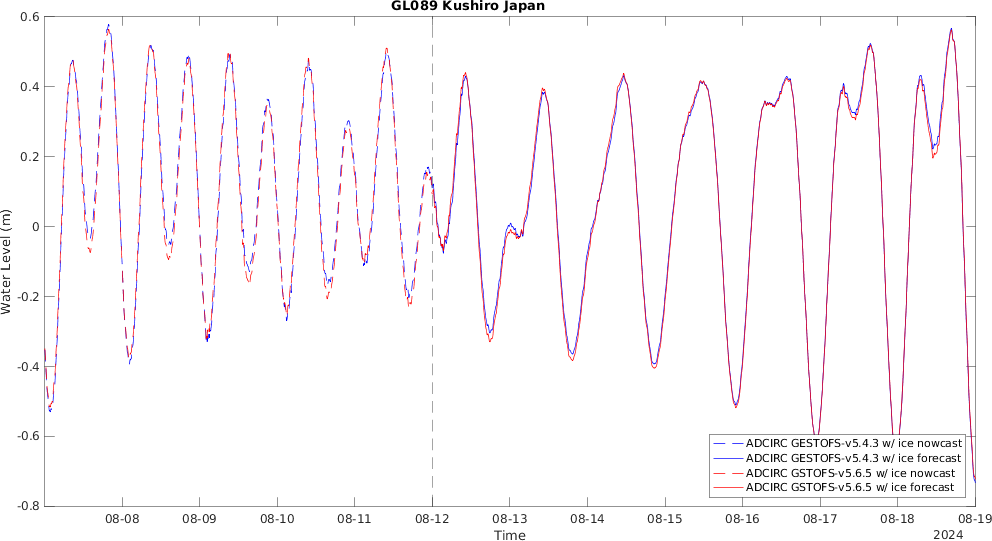 GL089 Kushiro Japan
0.6
0.4
0.2
0
-0.2
-0.4
-0.6
-0.8
Water Level (m)
ADCIRC GESTOFS-v5.4.3 w/ ice nowcast
ADCIRC GESTOFS-v5.4.3 w/ ice forecast
ADCIRC GSTOFS-v5.6.5 w/ ice nowcast
ADCIRC GSTOFS-v5.6.5 w/ ice forecast
08-08 08-09 08-10 08-11 08-12 08-13 08-14 08-15 08-16 08-17 08-18 08-19
Time
2024